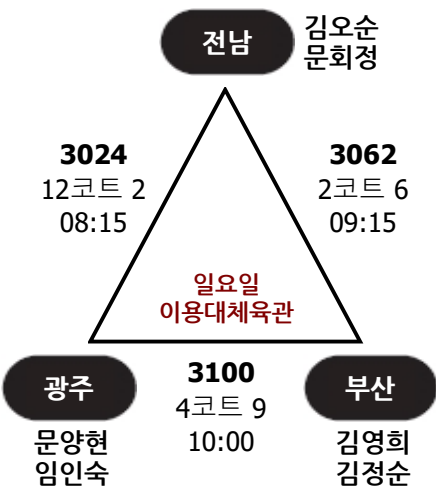 전남
김오순
문회정
3024
12코트 2
08:15
3062
2코트 6
09:15
일요일
이용대체육관
광주
문양현
임인숙
3100
4코트 9
10:00
부산
김영희
김정순